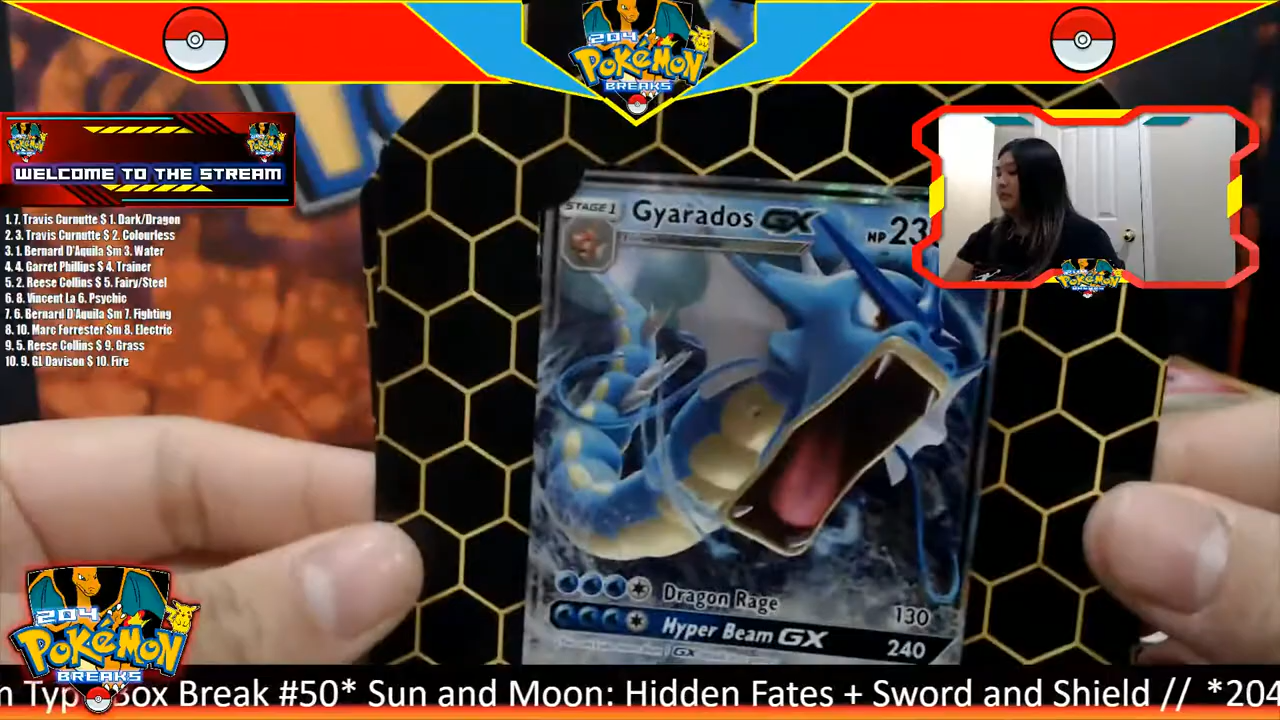 204
POKéMON
BREAKS
WELCOME TO THE STREAM
1. 7. Travis Curnutte $ 1. Dark/Dragon
2. 3. Travis Curnutte $ 2. Colourless
3. 1. Bernard D'Aquila $m 3. Water
4. 4. Garret Phillips $ 4. Trainer
5. 2. Reese Collins $ 5. Fairy/Steel
6. 8. Vincent La 6. Psychic
7. 6. Bernard D'Aquila $m 7. Fighting
8. 10. Marc Forrester $m 8. Electric
9. 5. Reese Collins $ 9. Grass
10. 9. GL Davison $ 10. Fire
STAGE 1 Gyarados GX HP 23
Dragon Rage 130
Hyper Beam GX 240
204
POKéMON
BREAKS
Box Break #50* Sun and Moon: Hidden Fates + Sword and Shield // *204